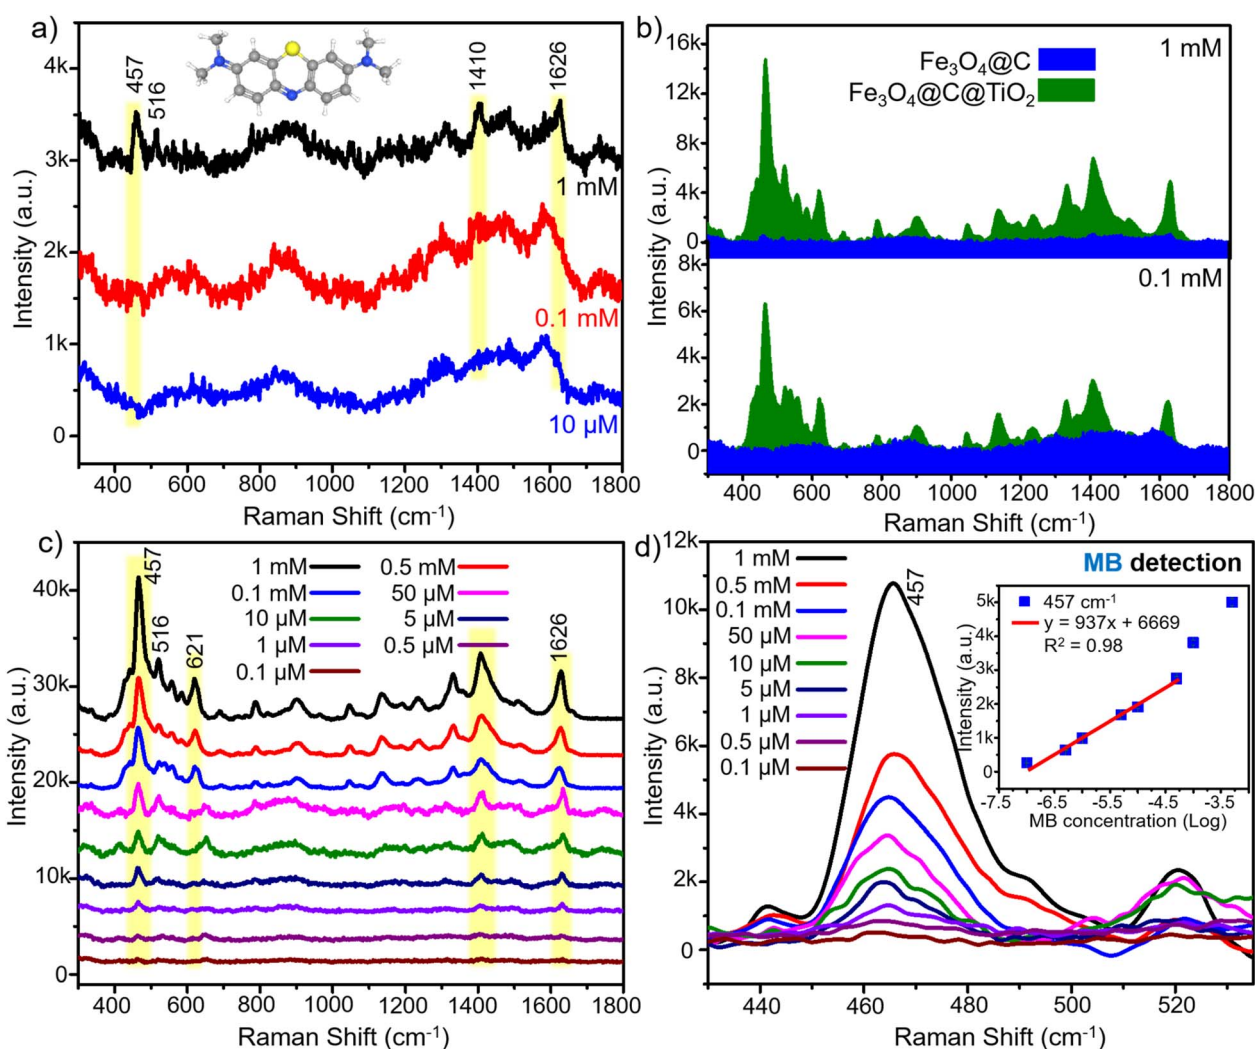 a)
457
516
1410
1626
4k
3k
2k
1k
0
1 mM
0.1 mM
10 µM
Intensity (a.u.)
400 600 800 1000 1200 1400 1600 1800
Raman Shift (cm⁻¹)
b)
16k
12k
8k
4k
0
Fe₃O₄@C
Fe₃O₄@C@TiO₂
1 mM
8k
6k
4k
2k
0
0.1 mM
Intensity (a.u.)
400 600 800 1000 1200 1400 1600 1800
Raman Shift (cm⁻¹)
c)
457
516
621
1626
1 mM 0.5 mM
0.1 mM 50 µM
10 µM 5 µM
1 µM 0.5 µM
0.1 µM
40k
30k
20k
10k
0
Intensity (a.u.)
400 600 800 1000 1200 1400 1600 1800
Raman Shift (cm⁻¹)
d)
12k
10k
8k
6k
4k
2k
0
Intensity (a.u.)
1 mM
0.5 mM
0.1 mM
50 µM
10 µM
5 µM
1 µM
0.5 µM
0.1 µM
457
MB detection
5k
4k
3k
2k
1k
0
Intensity (a.u.)
457 cm⁻¹
y = 937x + 6669
R² = 0.98
-7.5 -6.5 -5.5 -4.5 -3.5
MB concentration (Log)
440 460 480 500 520
Raman Shift (cm⁻¹)